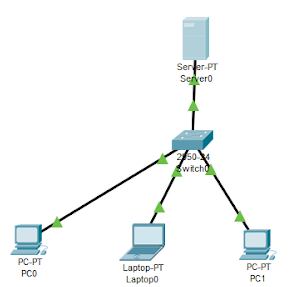 Server-PT
Server0
2950-24
Switch0
PC-PT
PC0
Laptop-PT
Laptop0
PC-PT
PC1